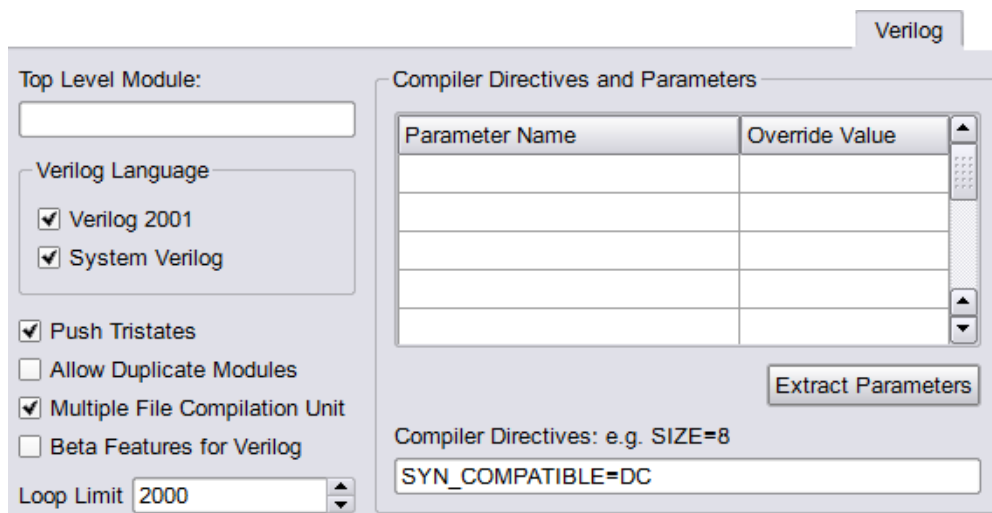 Verilog
Top Level Module:
Verilog Language
Verilog 2001
System Verilog
Push Tristates
Allow Duplicate Modules
Multiple File Compilation Unit
Beta Features for Verilog
Loop Limit 2000
Compiler Directives and Parameters
Parameter Name Override Value
Extract Parameters
Compiler Directives: e.g. SIZE=8
SYN_COMPATIBLE=DC